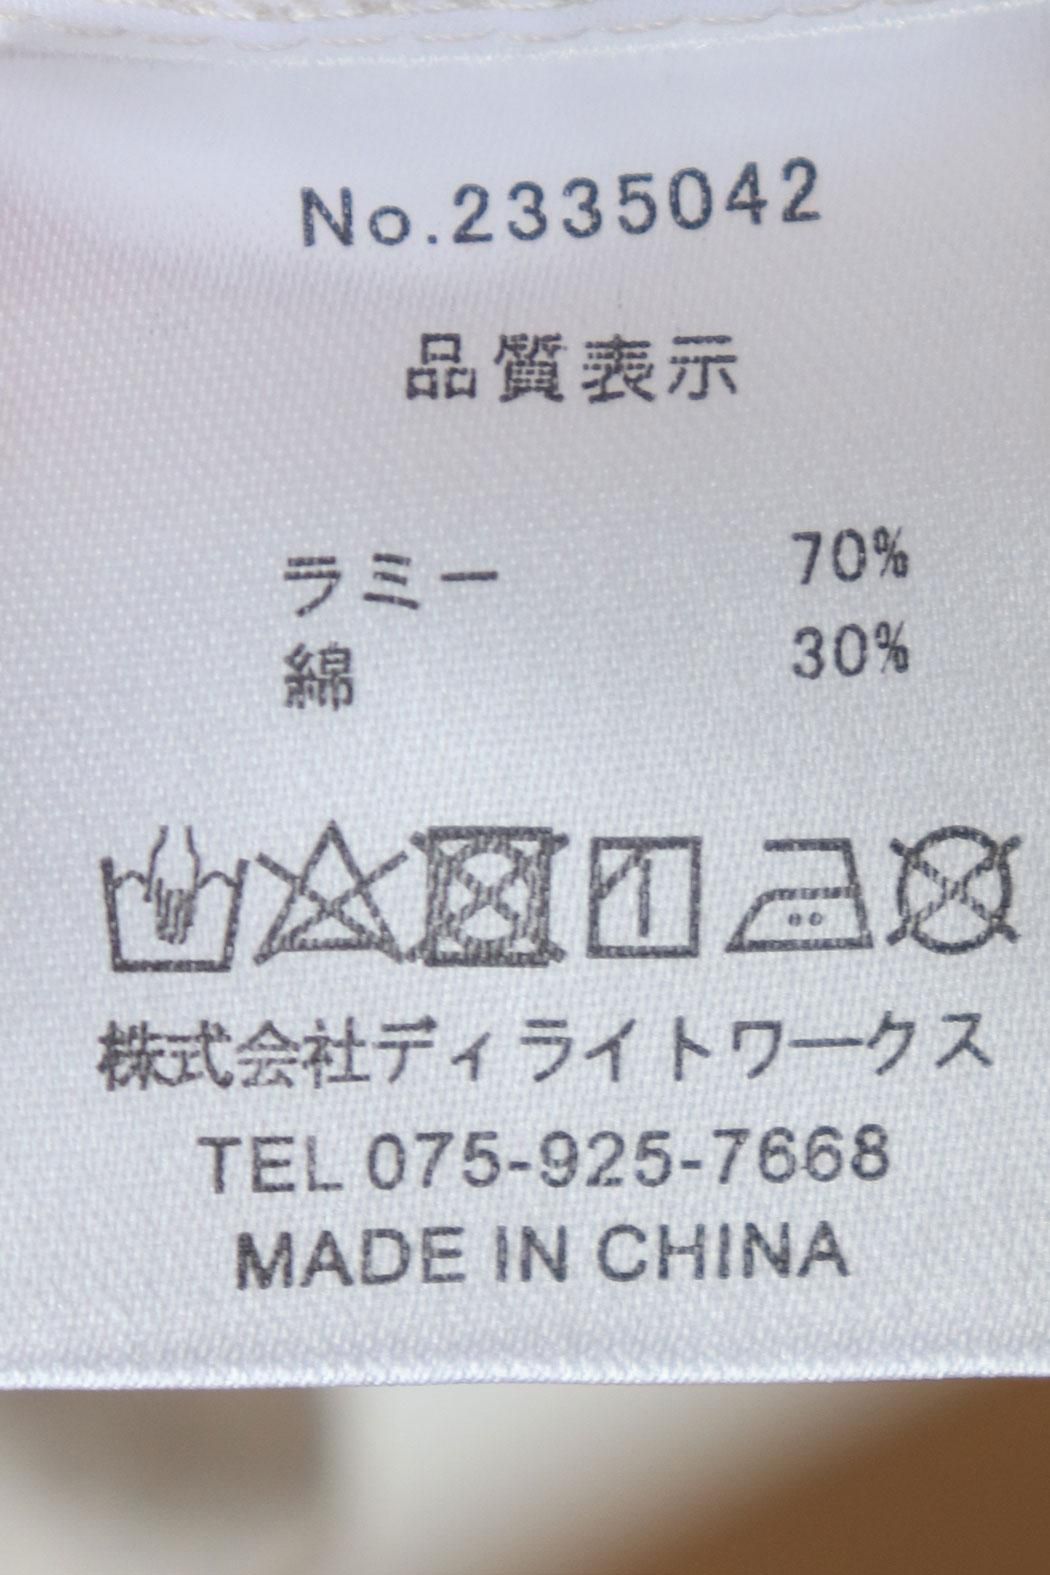 No.2335042
品質表示
ラミー 70%
綿 30%
株式会社ディライトワークス
TEL 075-925-7668
MADE IN CHINA